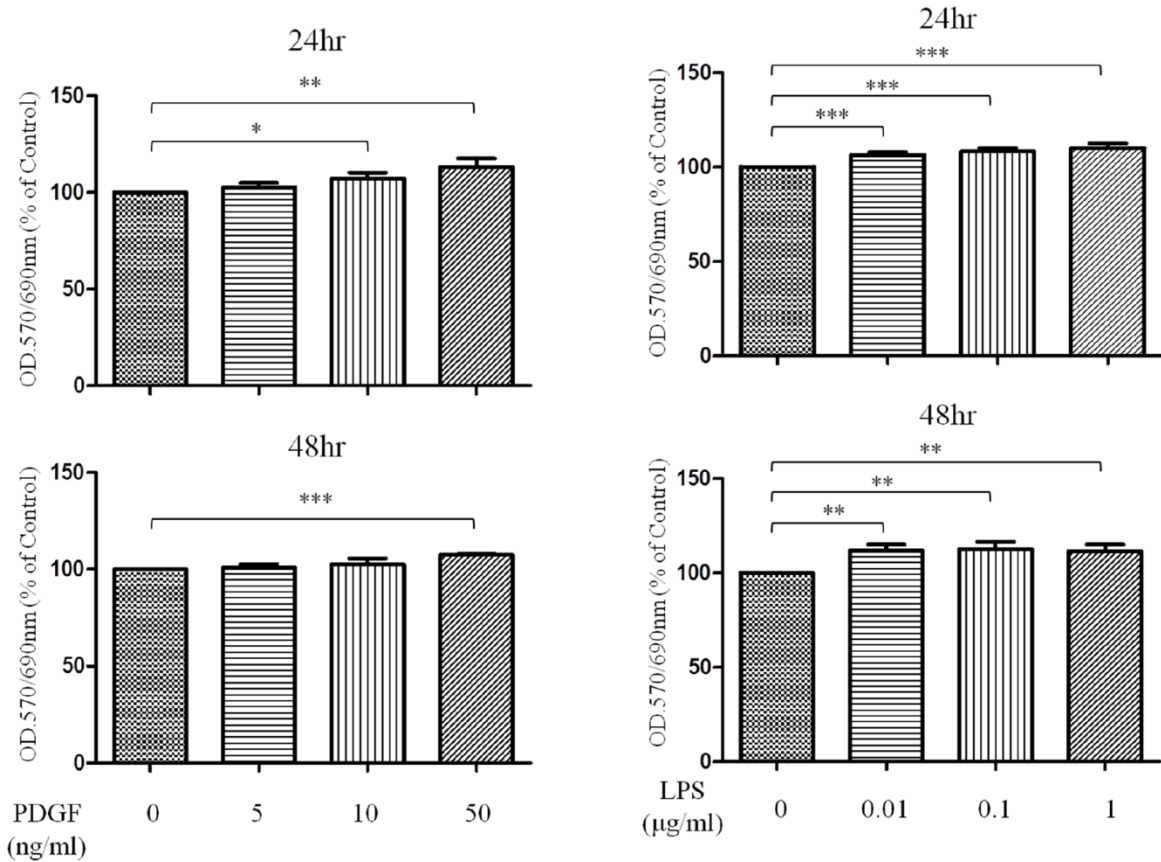 24hr
**
*
150
100
50
0
OD.570/690nm (% of Control)
24hr
***
***
***
150
100
50
0
OD.570/690nm (% of Control)
48hr
***
150
100
50
0
OD.570/690nm (% of Control)
PDGF 0 5 10 50
(ng/ml)
48hr
**
**
**
150
100
50
0
OD.570/690nm (% of Control)
LPS 0 0.01 0.1 1
(μg/ml)